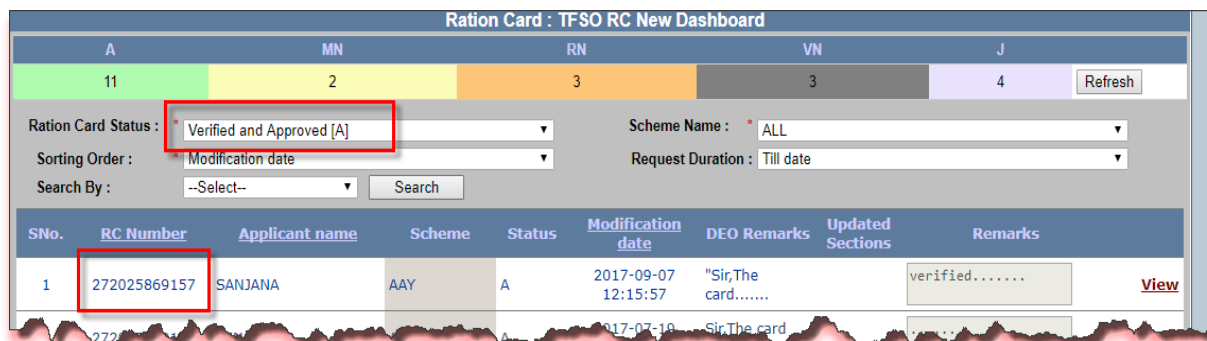 Ration Card : TFSO RC New Dashboard
A MN RN VN J
11 2 3 3 4 Refresh
Ration Card Status : * Verified and Approved [A] Scheme Name : * ALL
Sorting Order : * Modification date Request Duration : Till date
Search By : --Select-- Search
SNo. RC Number Applicant name Scheme Status Modification date DEO Remarks Updated Sections Remarks
1 272025869157 SANJANA AAY A 2017-09-07 12:15:57 "Sir,The card....... verified....... View
Sir,The card